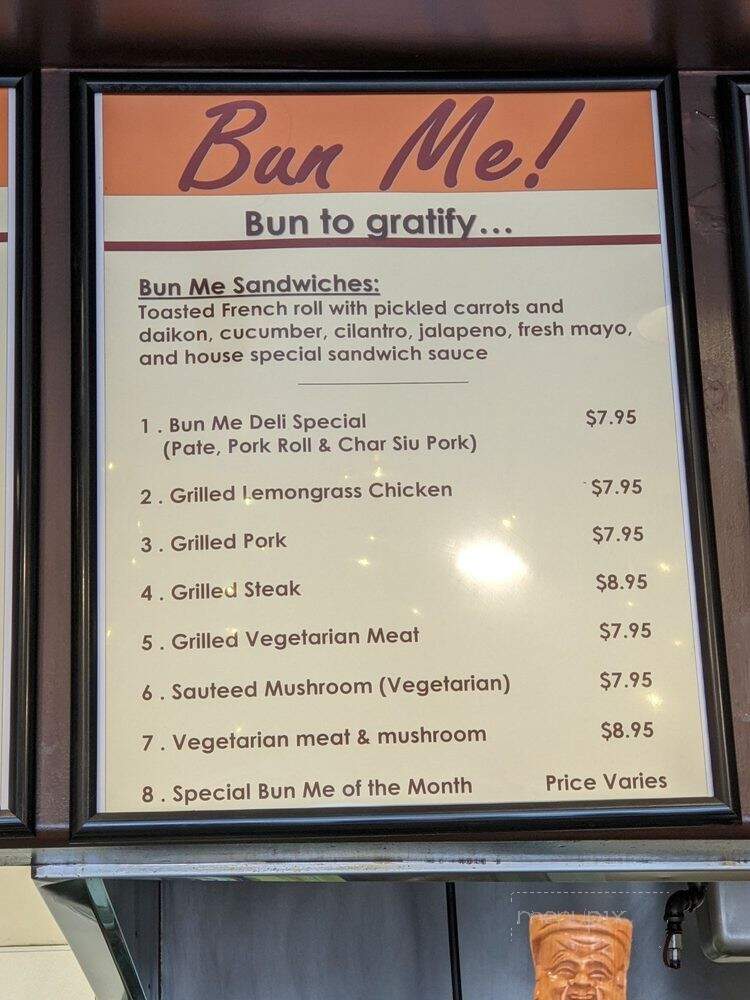 Bun Me!
Bun to gratify...
Bun Me Sandwiches:
Toasted French roll with pickled carrots and
daikon, cucumber, cilantro, jalapeno, fresh mayo,
and house special sandwich sauce
1 . Bun Me Deli Special $7.95
(Pate, Pork Roll & Char Siu Pork)
2 . Grilled Lemongrass Chicken $7.95
3 . Grilled Pork $7.95
4 . Grilled Steak $8.95
5 . Grilled Vegetarian Meat $7.95
6 . Sauteed Mushroom (Vegetarian) $7.95
7 . Vegetarian meat & mushroom $8.95
8 . Special Bun Me of the Month Price Varies
menupix